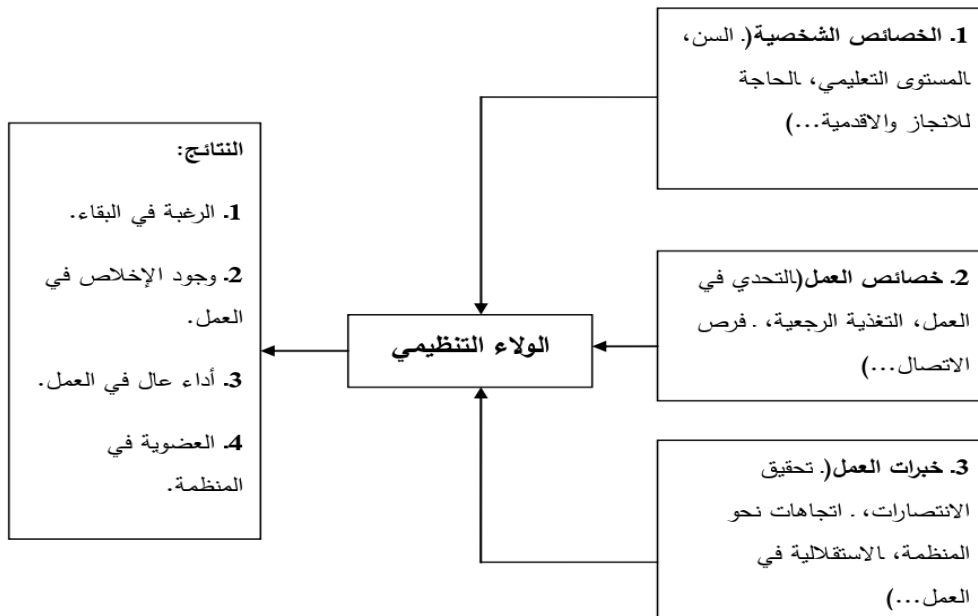 1. الخصائص الشخصية(. السن،
المستوى التعليمي، الحاجة
للانجاز والاقدمية...)
2. خصائص العمل(التحدي في
العمل، التغذية الرجعية، . فرص
الاتصال...)
3. خبرات العمل(. تحقيق
الانتصارات، . اتجاهات نحو
المنظمة، الاستقلالية في
العمل...)
الولاء التنظيمي
النتائج:
1. الرغبة في البقاء.
2. وجود الإخلاص في
العمل.
3. أداء عال في العمل.
4. العضوية في
المنظمة.